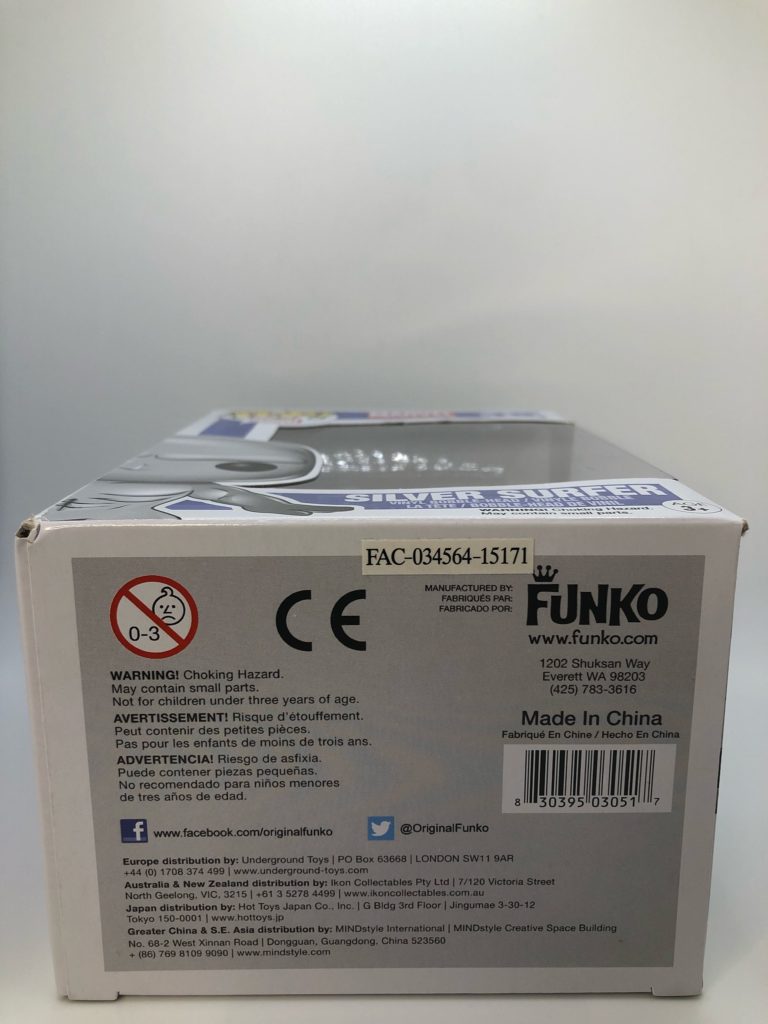 MARVEL
SILVER SURFER
WARNING! Choking Hazard.
May contain small parts.
FAC-034564-15171
0-3
CE
MANUFACTURED BY:
FABRIQUÉS PAR:
FABRICADO POR:
FUNKO
www.funko.com
1202 Shuksan Way
Everett WA 98203
(425) 783-3616
WARNING! Choking Hazard.
May contain small parts.
Not for children under three years of age.
AVERTISSEMENT! Risque d'étouffement.
Peut contenir des petites pièces.
Pas pour les enfants de moins de trois ans.
ADVERTENCIA! Riesgo de asfixia.
Puede contener piezas pequeñas.
No recomendado para niños menores
de tres años de edad.
Made In China
Fabriqué En Chine / Hecho En China
8 30395 03051 7
www.facebook.com/originalfunko
@OriginalFunko
Europe distribution by: Underground Toys | PO Box 63668 | LONDON SW11 9AR
+44 (0) 1708 374 499 | www.underground-toys.com
Australia & New Zealand distribution by: Ikon Collectables Pty Ltd | 7/120 Victoria Street
North Geelong, VIC, 3215 | +61 3 5278 4499 | www.ikoncollectables.com.au
Japan distribution by: Hot Toys Japan Co., Inc. | G Bldg 3rd Floor | Jingumae 3-30-12
Tokyo 150-0001 | www.hottoys.jp
Greater China & S.E. Asia distribution by: MINDstyle International | MINDstyle Creative Space Building
No. 68-2 West Xinnan Road | Dongguan, Guangdong, China 523560
+ (86) 769 8109 9090 | www.mindstyle.com